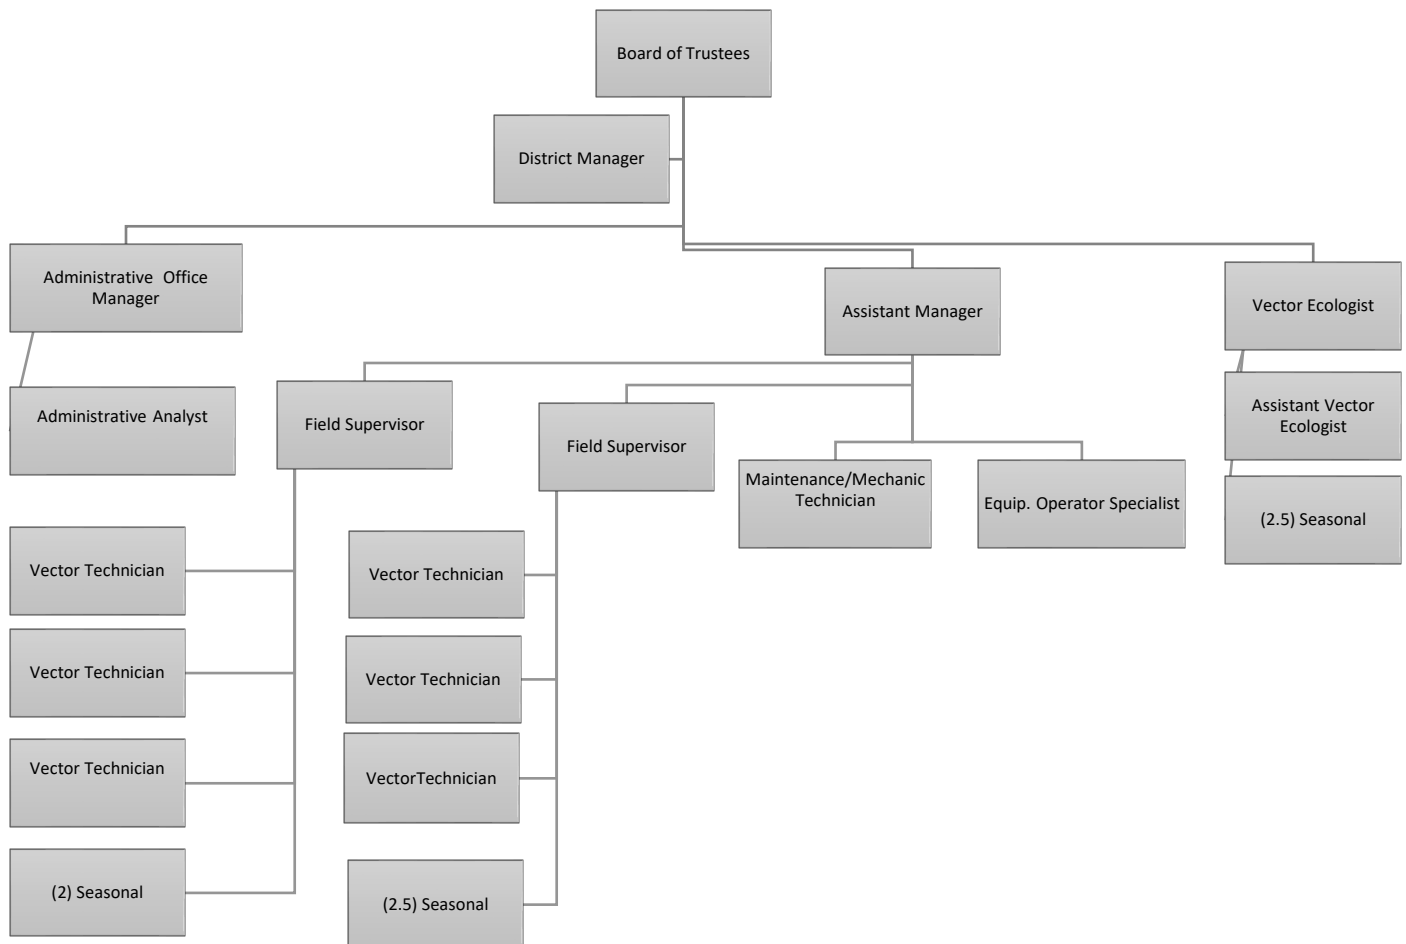 Board of Trustees
District Manager
Administrative Office
Manager
Assistant Manager
Vector Ecologist
Administrative Analyst
Field Supervisor
Field Supervisor
Assistant Vector
Ecologist
Maintenance/Mechanic
Technician
Equip. Operator Specialist
(2.5) Seasonal
Vector Technician
Vector Technician
Vector Technician
(2) Seasonal
Vector Technician
Vector Technician
VectorTechnician
(2.5) Seasonal